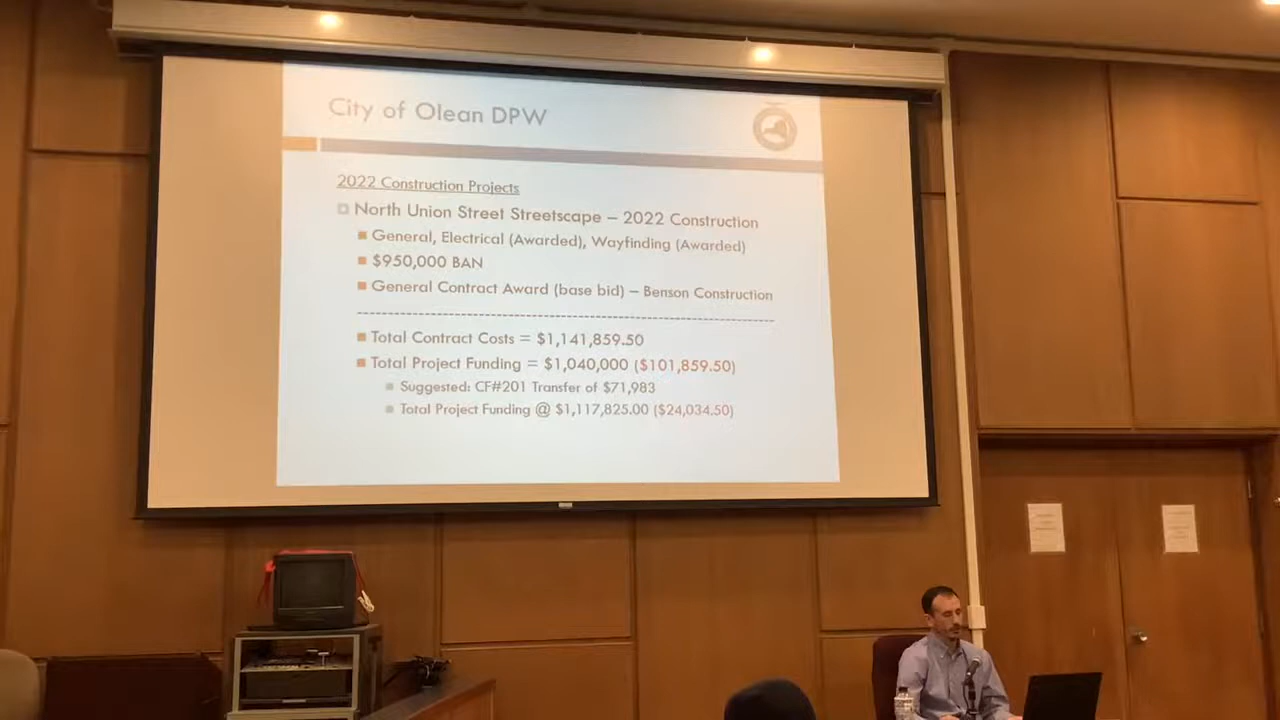 City of Olean DPW
2022 Construction Projects
North Union Street Streetscape – 2022 Construction
General, Electrical (Awarded), Wayfinding (Awarded)
$950,000 BAN
General Contract Award (base bid) – Benson Construction
Total Contract Costs = $1,141,859.50
Total Project Funding = $1,040,000 ($101,859.50)
Suggested: CF#201 Transfer of $71,983
Total Project Funding @ $1,117,825.00 ($24,034.50)